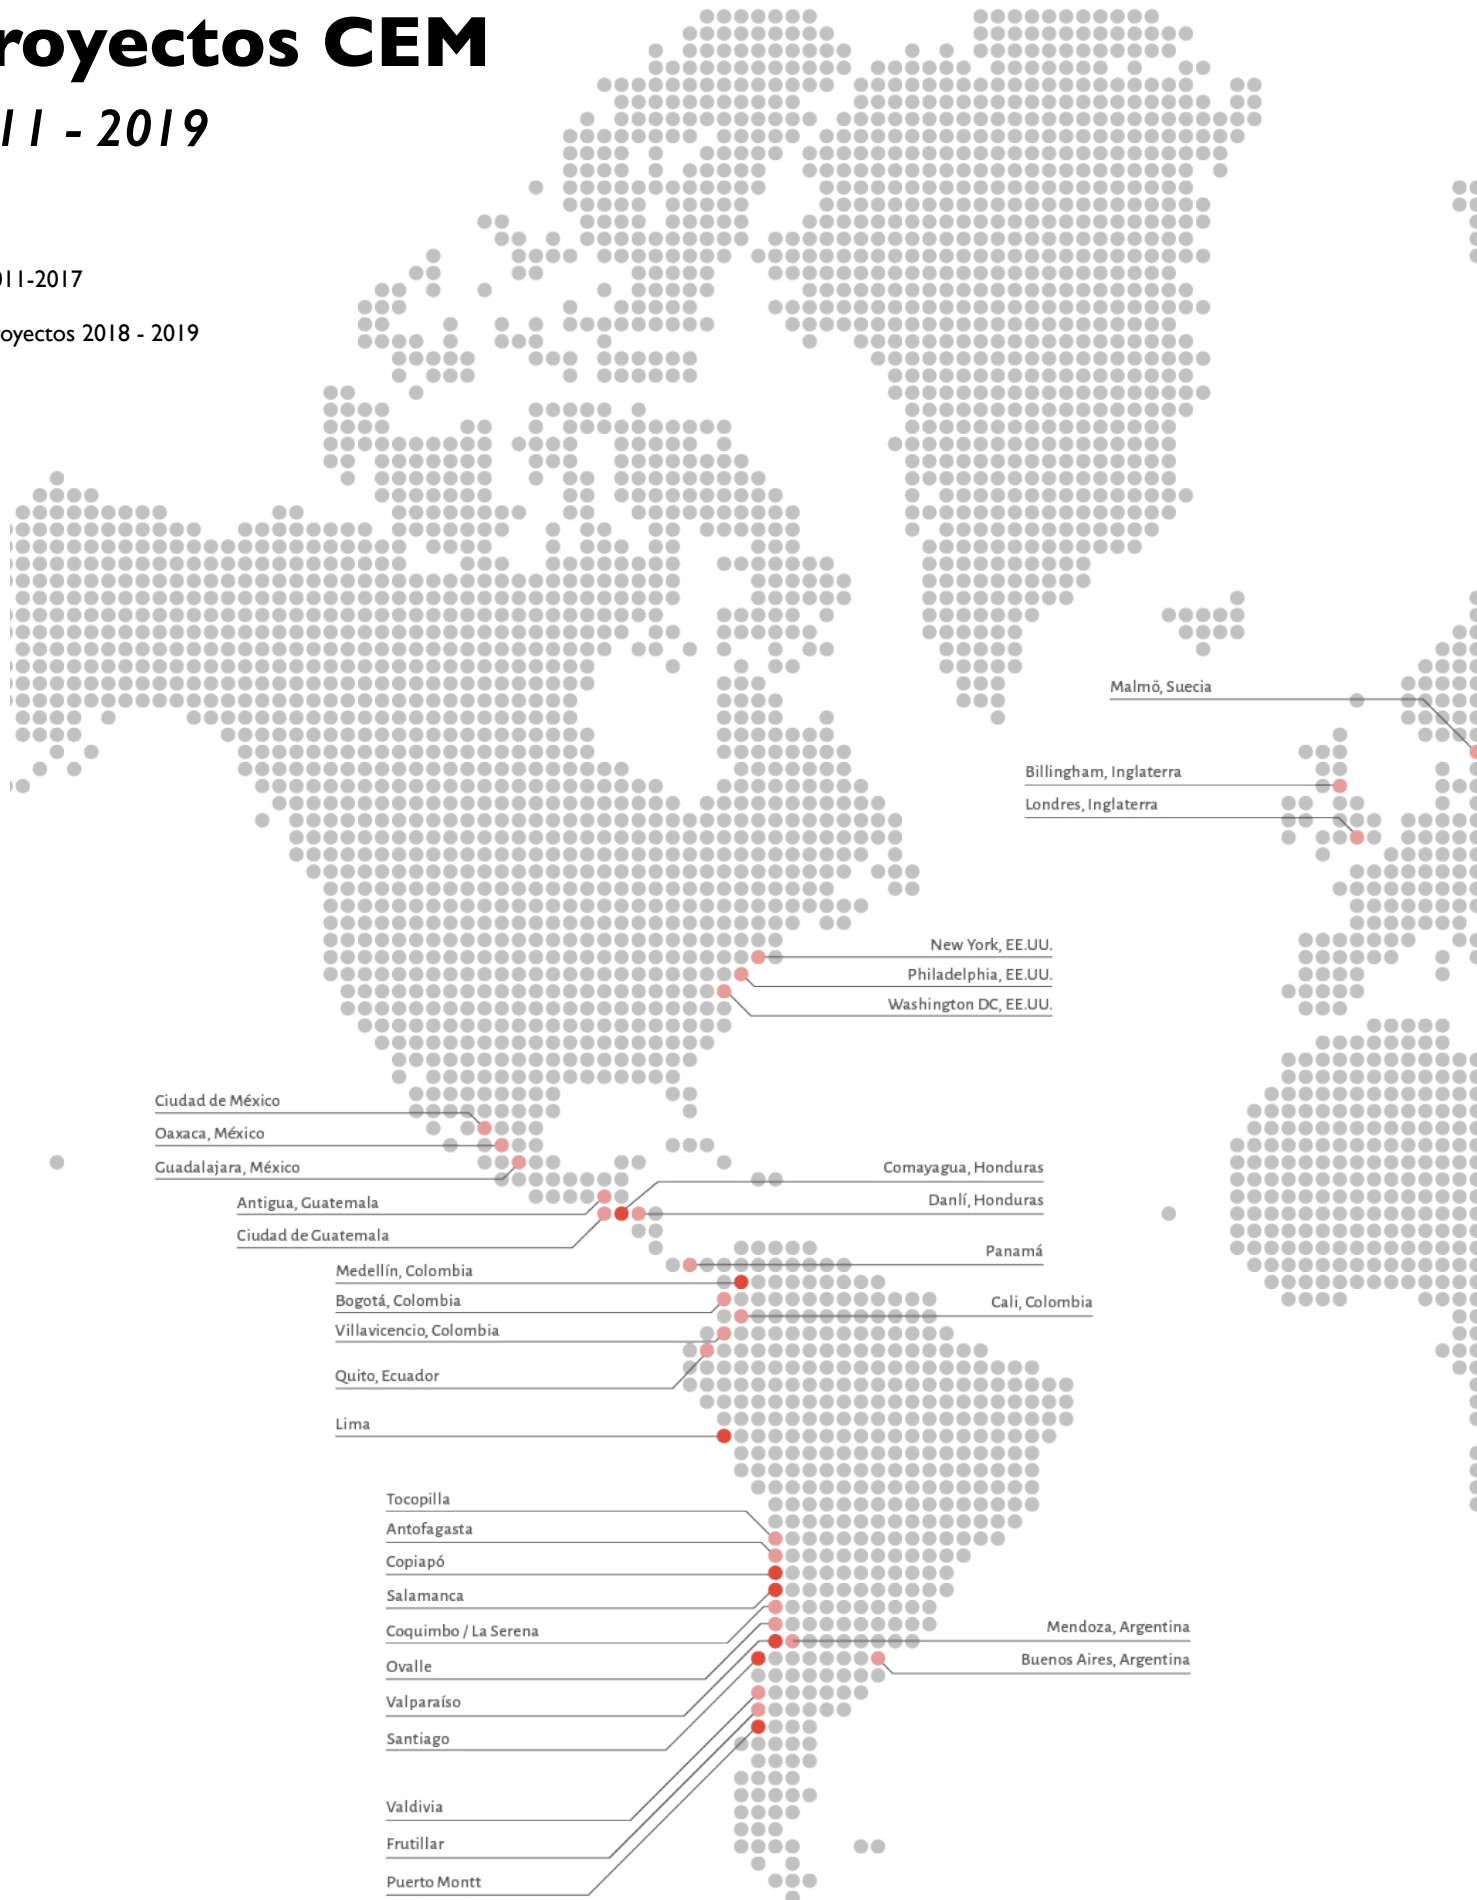 royectos CEM
11 - 2019
011-2017
royectos 2018 - 2019
Malmö, Suecia
Billingham, Inglaterra
Londres, Inglaterra
New York, EE.UU.
Philadelphia, EE.UU.
Washington DC, EE.UU.
Ciudad de México
Oaxaca, México
Guadalajara, México
Comayagua, Honduras
Antigua, Guatemala
Danlí, Honduras
Ciudad de Guatemala
Panamá
Medellín, Colombia
Bogotá, Colombia
Cali, Colombia
Villavicencio, Colombia
Quito, Ecuador
Lima
Tocopilla
Antofagasta
Copiapó
Salamanca
Coquimbo / La Serena
Mendoza, Argentina
Ovalle
Buenos Aires, Argentina
Valparaíso
Santiago
Valdivia
Frutillar
Puerto Montt